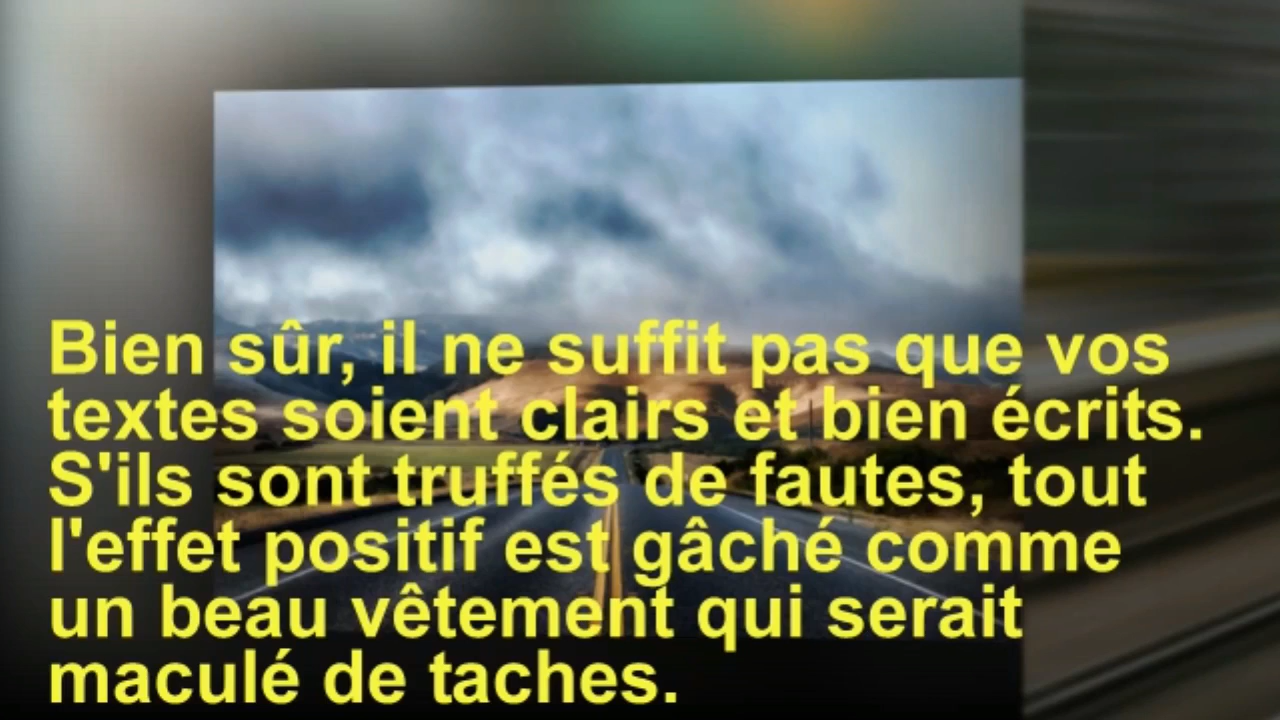 Bien sûr, il ne suffit pas que vos
textes soient clairs et bien écrits.
S'ils sont truffés de fautes, tout
l'effet positif est gâché comme
un beau vêtement qui serait
maculé de taches.